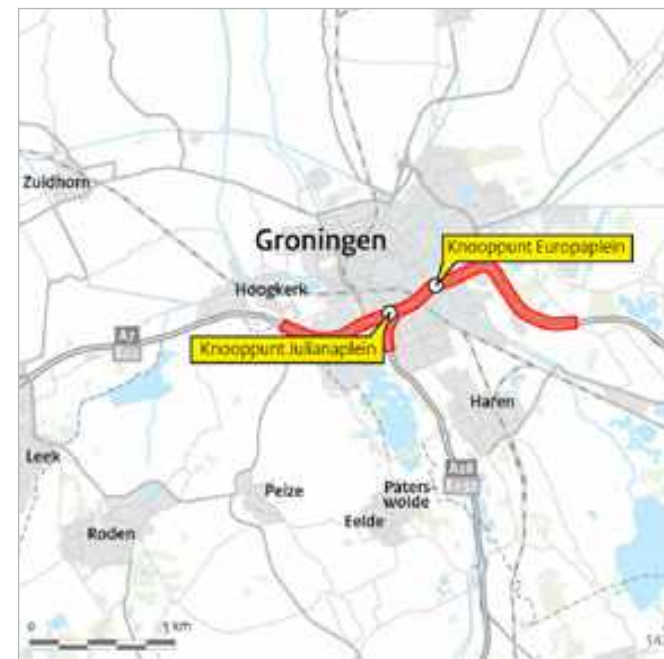 Zuidhorn
Groningen
Knooppunt Europaplein
Hoogkerk
A7
Knooppunt Julianaplein
Haren
Leek
A28
Peize
Paters-
wolde
Eelde
Roden
0 5 km